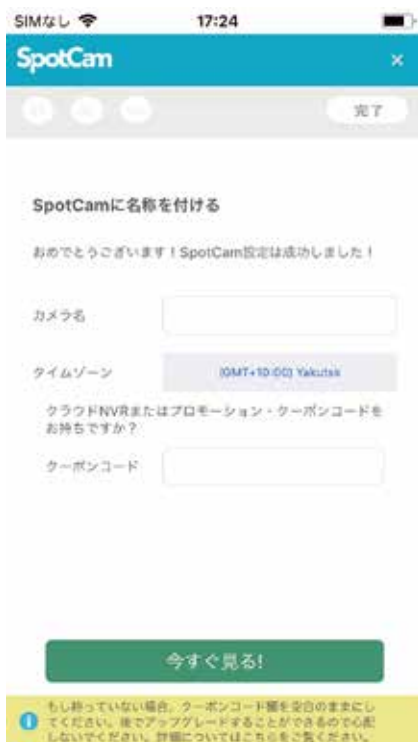 SIMなし 17:24
SpotCam ×
完了
SpotCamに名称を付ける
おめでとうございます！SpotCam設定は成功しました！
カメラ名
タイムゾーン (GMT+10:00) Yakutsk
クラウドNVRまたはプロモーション・クーポンコードを
お持ちですか？
クーポンコード
今すぐ見る!
もし持っていない場合、クーポンコード欄を空白のままにし
てください。後でアップグレードすることができるので心配
しないでください。詳細についてはこちらをご覧ください。